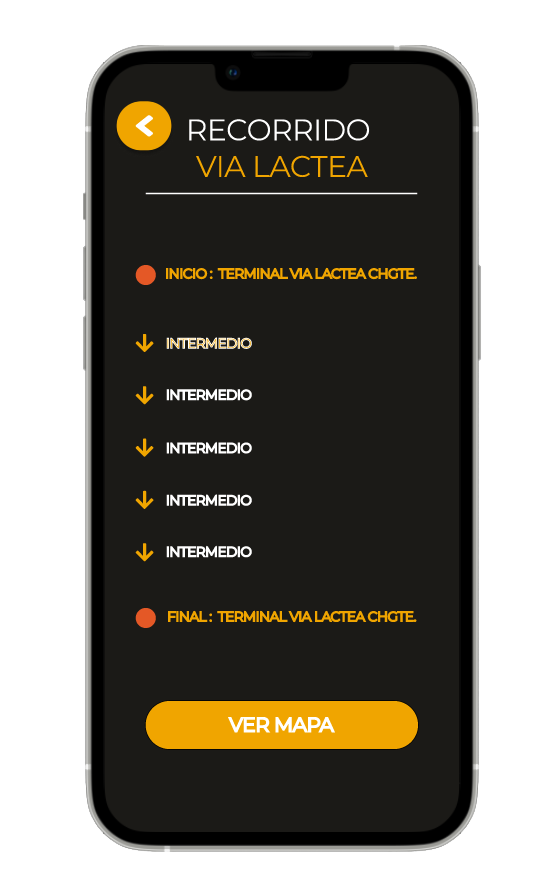 RECORRIDO
VIA LACTEA
INICIO : TERMINAL VIA LACTEA CHGTE.
INTERMEDIO
INTERMEDIO
INTERMEDIO
INTERMEDIO
INTERMEDIO
FINAL : TERMINAL VIA LACTEA CHGTE.
VER MAPA